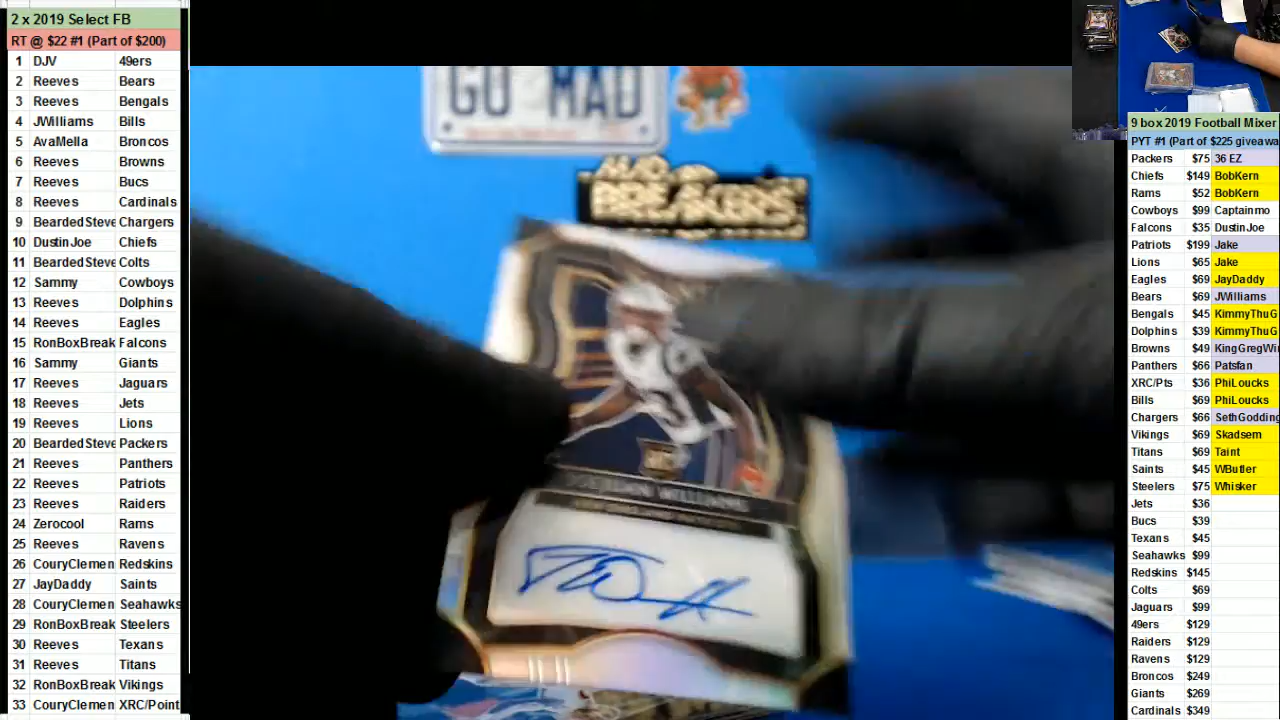 2 x 2019 Select FB
RT @ $22 #1 (Part of $200)
1 DJV 49ers
2 Reeves Bears
3 Reeves Bengals
4 JWilliams Bills
5 AvaMella Broncos
6 Reeves Browns
7 Reeves Bucs
8 Reeves Cardinals
9 BeardedSteve Chargers
10 DustinJoe Chiefs
11 BeardedSteve Colts
12 Sammy Cowboys
13 Reeves Dolphins
14 Reeves Eagles
15 RonBoxBreak Falcons
16 Sammy Giants
17 Reeves Jaguars
18 Reeves Jets
19 Reeves Lions
20 BeardedSteve Packers
21 Reeves Panthers
22 Reeves Patriots
23 Reeves Raiders
24 Zerocool Rams
25 Reeves Ravens
26 CouryClemen Redskins
27 JayDaddy Saints
28 CouryClemen Seahawks
29 RonBoxBreak Steelers
30 Reeves Texans
31 Reeves Titans
32 RonBoxBreak Vikings
33 CouryClemen XRC/Point
GO MAD
BREAKERS
WILLIAMS
9 box 2019 Football Mixer
PYT #1 (Part of $225 giveawa
Packers $75 36 EZ
Chiefs $149 BobKern
Rams $52 BobKern
Cowboys $99 Captainmo
Falcons $35 DustinJoe
Patriots $199 Jake
Lions $65 Jake
Eagles $69 JayDaddy
Bears $69 JWilliams
Bengals $45 KimmyThuG
Dolphins $39 KimmyThuG
Browns $49 KingGregWi
Panthers $66 Patsfan
XRC/Pts $36 PhiLoucks
Bills $69 PhiLoucks
Chargers $66 SethGodding
Vikings $69 Skadsem
Titans $69 Taint
Saints $45 WButler
Steelers $75 Whisker
Jets $36
Bucs $39
Texans $45
Seahawks $99
Redskins $145
Colts $69
Jaguars $99
49ers $129
Raiders $129
Ravens $129
Broncos $249
Giants $269
Cardinals $349